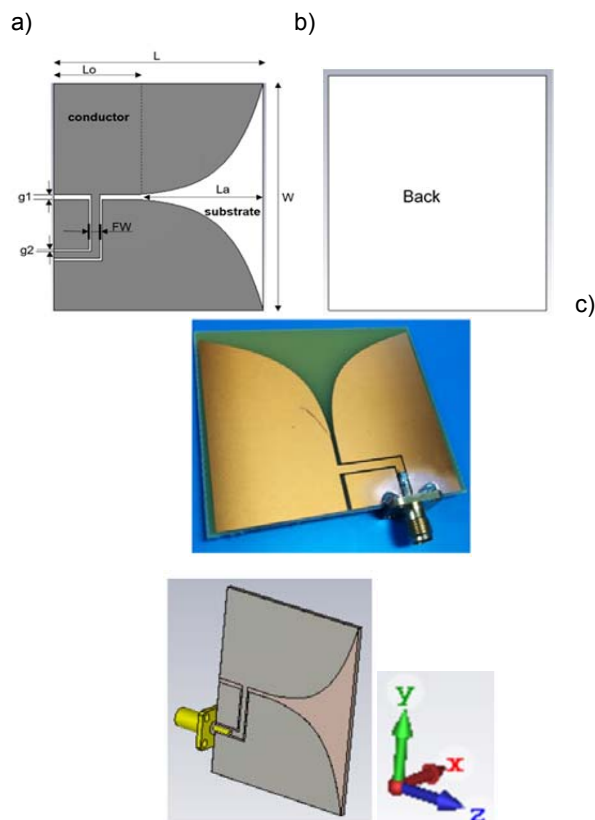 a)
b)
L
Lo
conductor
g1
La
W
substrate
FW
g2
Back
c)
y
x
z